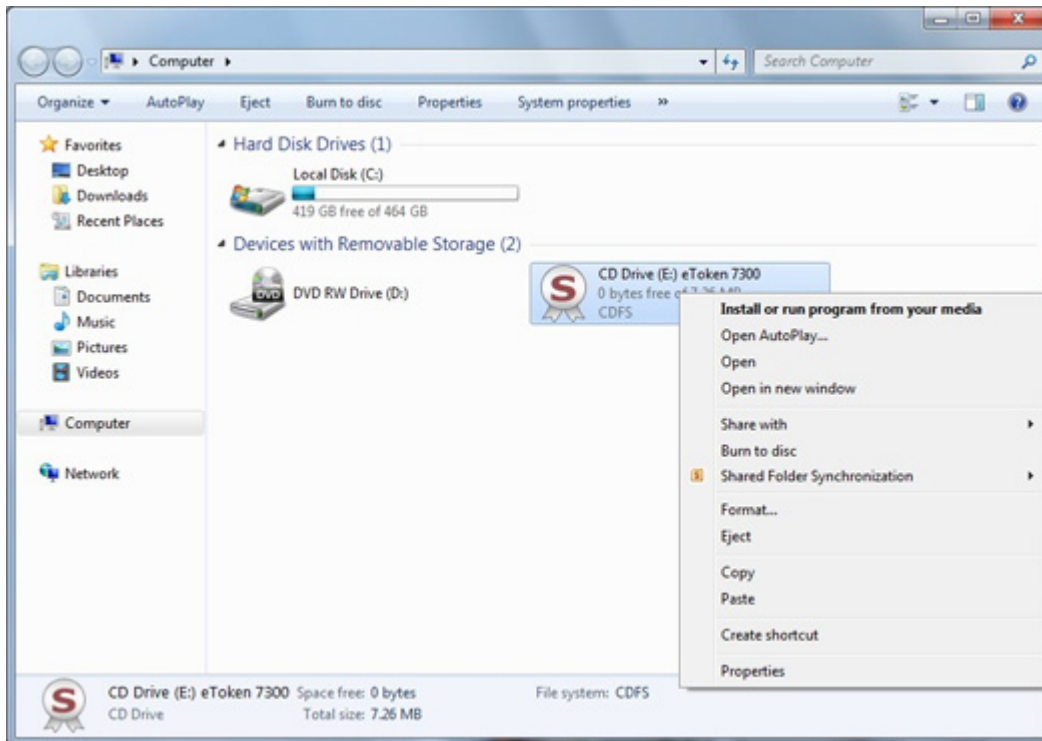 Computer
Search Computer
Organize
AutoPlay
Eject
Burn to disc
Properties
System properties
»
Favorites
Desktop
Downloads
Recent Places
Libraries
Documents
Music
Pictures
Videos
Computer
Network
Hard Disk Drives (1)
Local Disk (C:)
419 GB free of 464 GB
Devices with Removable Storage (2)
DVD
DVD RW Drive (D:)
S
CD Drive (E:) eToken 7300
0 bytes free of 7.26 MB
CDFS
Install or run program from your media
Open AutoPlay...
Open
Open in new window
Share with
Burn to disc
S
Shared Folder Synchronization
Format...
Eject
Copy
Paste
Create shortcut
Properties
S
CD Drive (E:) eToken 7300 Space free: 0 bytes File system: CDFS
CD Drive Total size: 7.26 MB